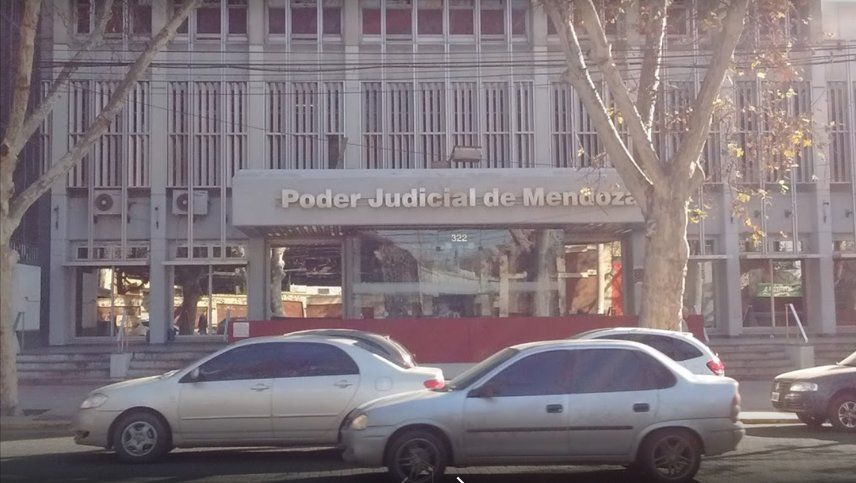 Poder Judicial de Mendoza
322